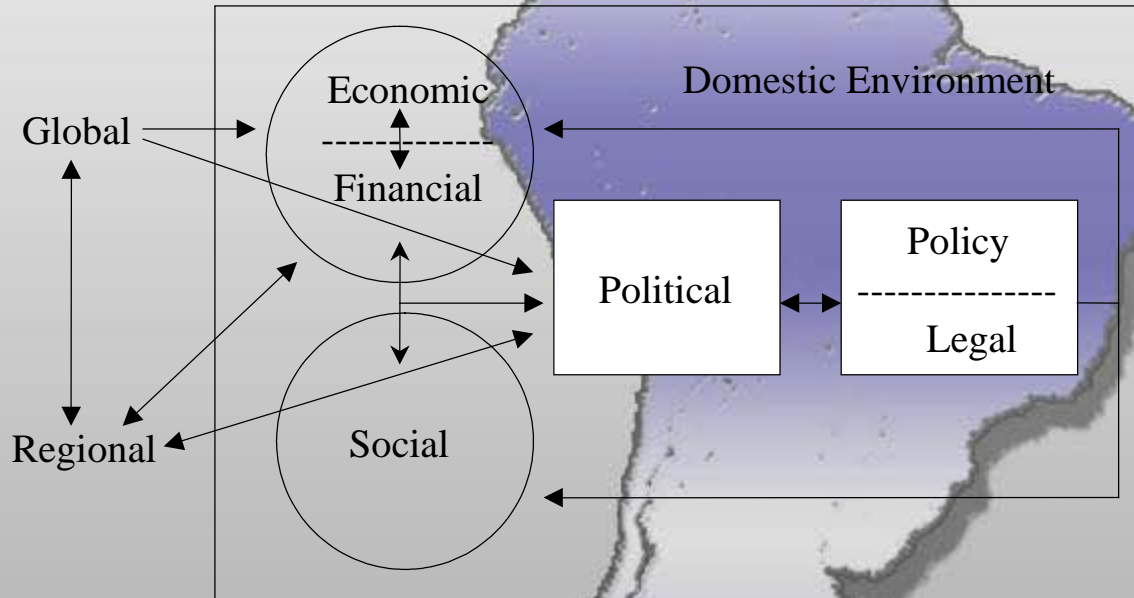 Domestic Environment
Global
Economic
Financial
Political
Policy
Legal
Regional
Social